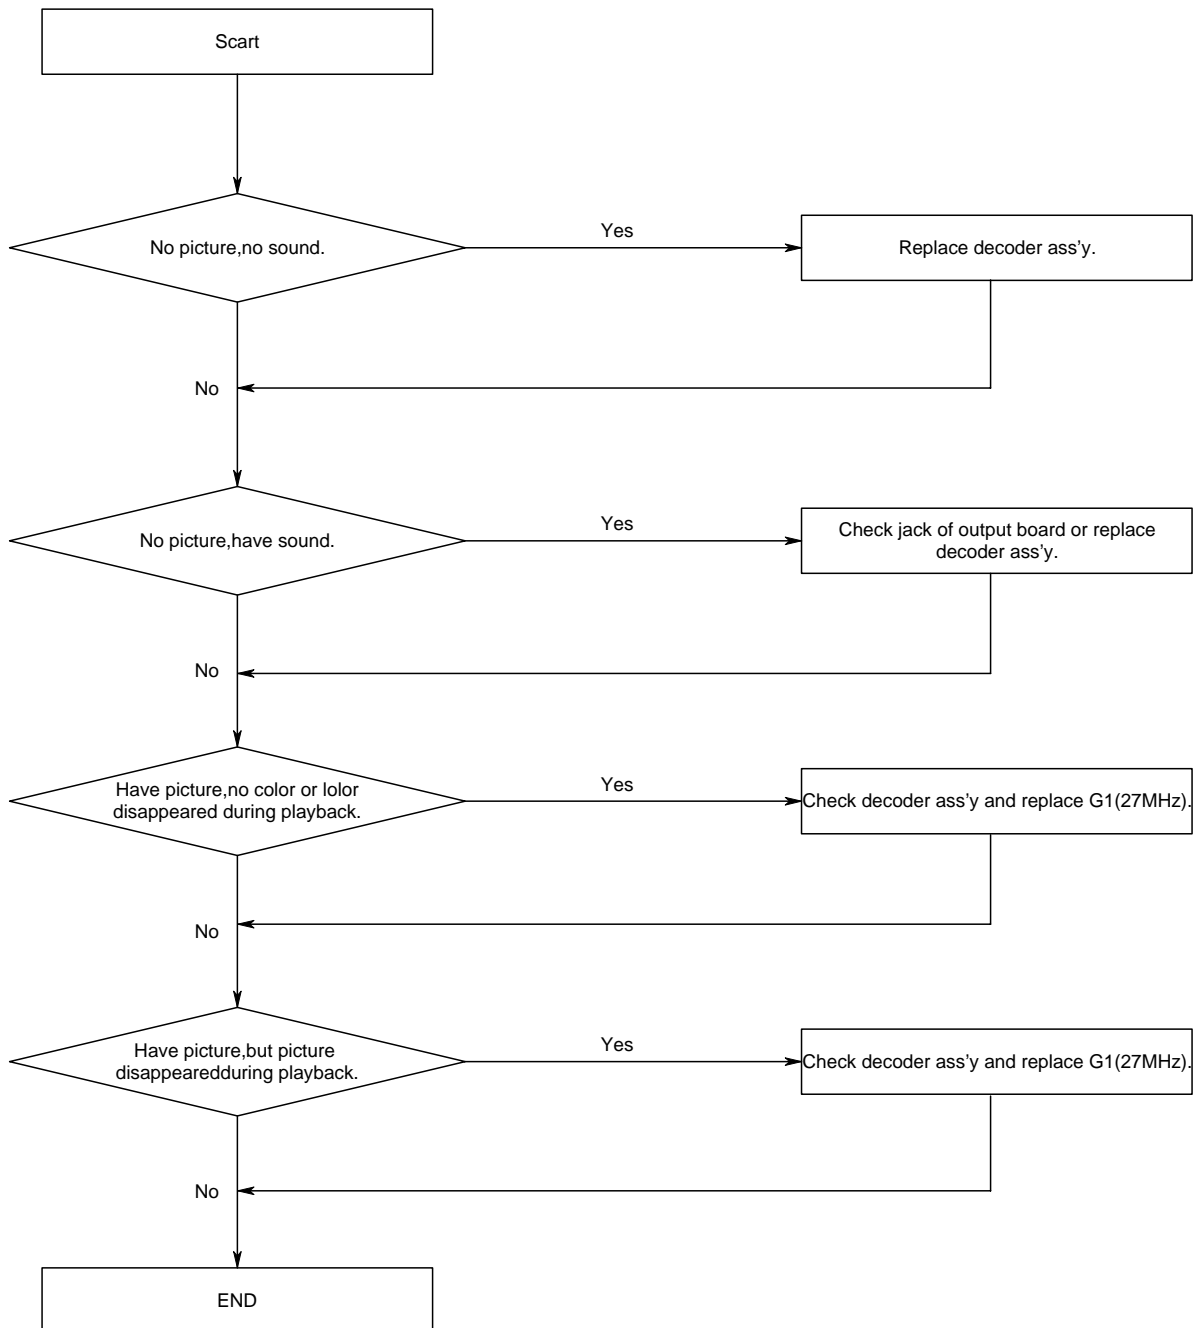 Scart
No picture,no sound.
Yes
Replace decoder ass'y.
No
No picture,have sound.
Yes
Check jack of output board or replace
decoder ass'y.
No
Have picture,no color or lolor
disappeared during playback.
Yes
Check decoder ass'y and replace G1(27MHz).
No
Have picture,but picture
disappearedduring playback.
Yes
Check decoder ass'y and replace G1(27MHz).
No
END